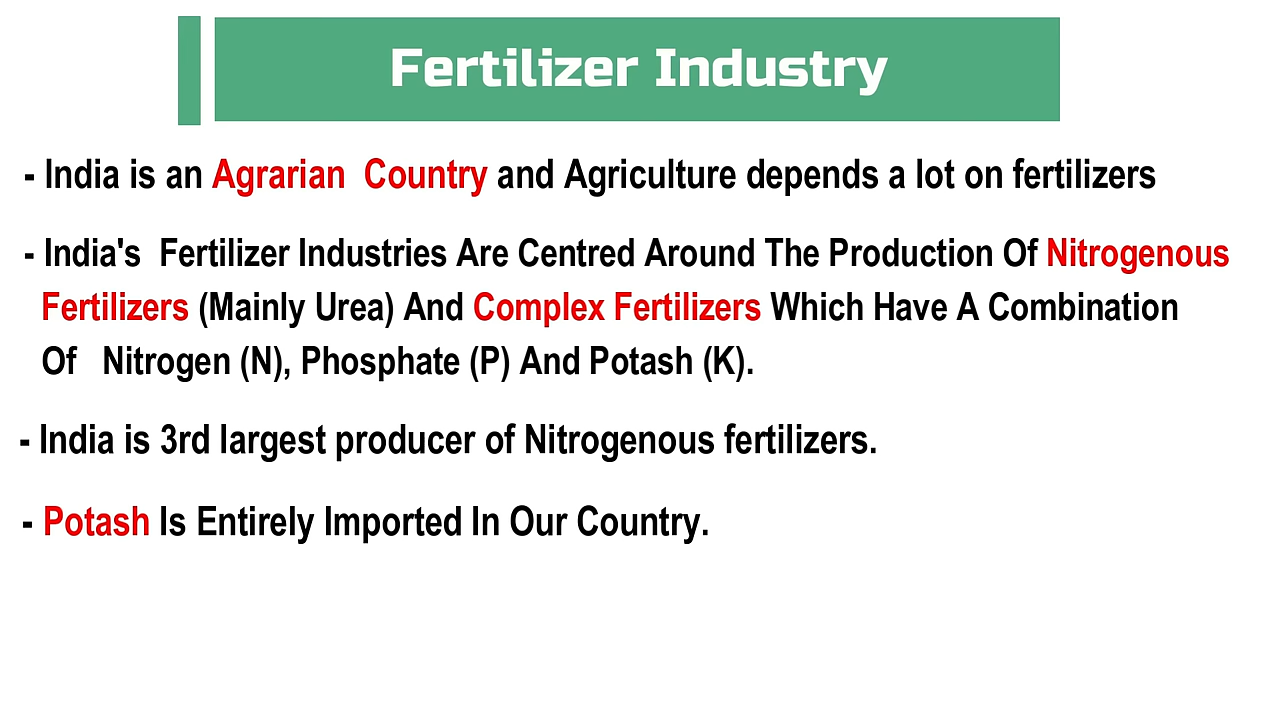 Fertilizer Industry
- India is an Agrarian Country and Agriculture depends a lot on fertilizers
- India's Fertilizer Industries Are Centred Around The Production Of Nitrogenous
Fertilizers (Mainly Urea) And Complex Fertilizers Which Have A Combination
Of Nitrogen (N), Phosphate (P) And Potash (K).
- India is 3rd largest producer of Nitrogenous fertilizers.
- Potash Is Entirely Imported In Our Country.